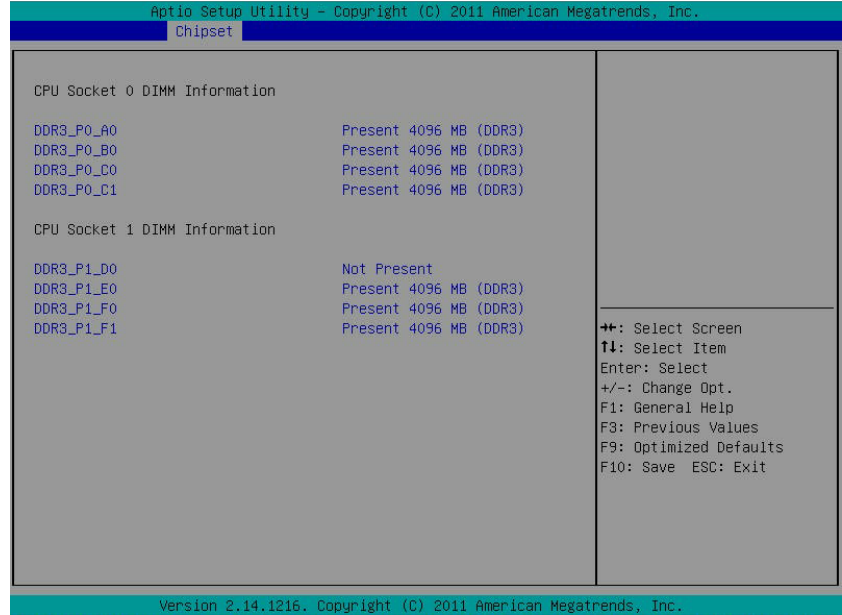 Aptio Setup Utility – Copyright (C) 2011 American Megatrends, Inc.
Chipset
CPU Socket 0 DIMM Information
DDR3_P0_A0 Present 4096 MB (DDR3)
DDR3_P0_B0 Present 4096 MB (DDR3)
DDR3_P0_C0 Present 4096 MB (DDR3)
DDR3_P0_C1 Present 4096 MB (DDR3)
CPU Socket 1 DIMM Information
DDR3_P1_D0 Not Present
DDR3_P1_E0 Present 4096 MB (DDR3)
DDR3_P1_F0 Present 4096 MB (DDR3)
DDR3_P1_F1 Present 4096 MB (DDR3)
→←: Select Screen
↑↓: Select Item
Enter: Select
+/-: Change Opt.
F1: General Help
F3: Previous Values
F9: Optimized Defaults
F10: Save ESC: Exit
Version 2.14.1216. Copyright (C) 2011 American Megatrends, Inc.